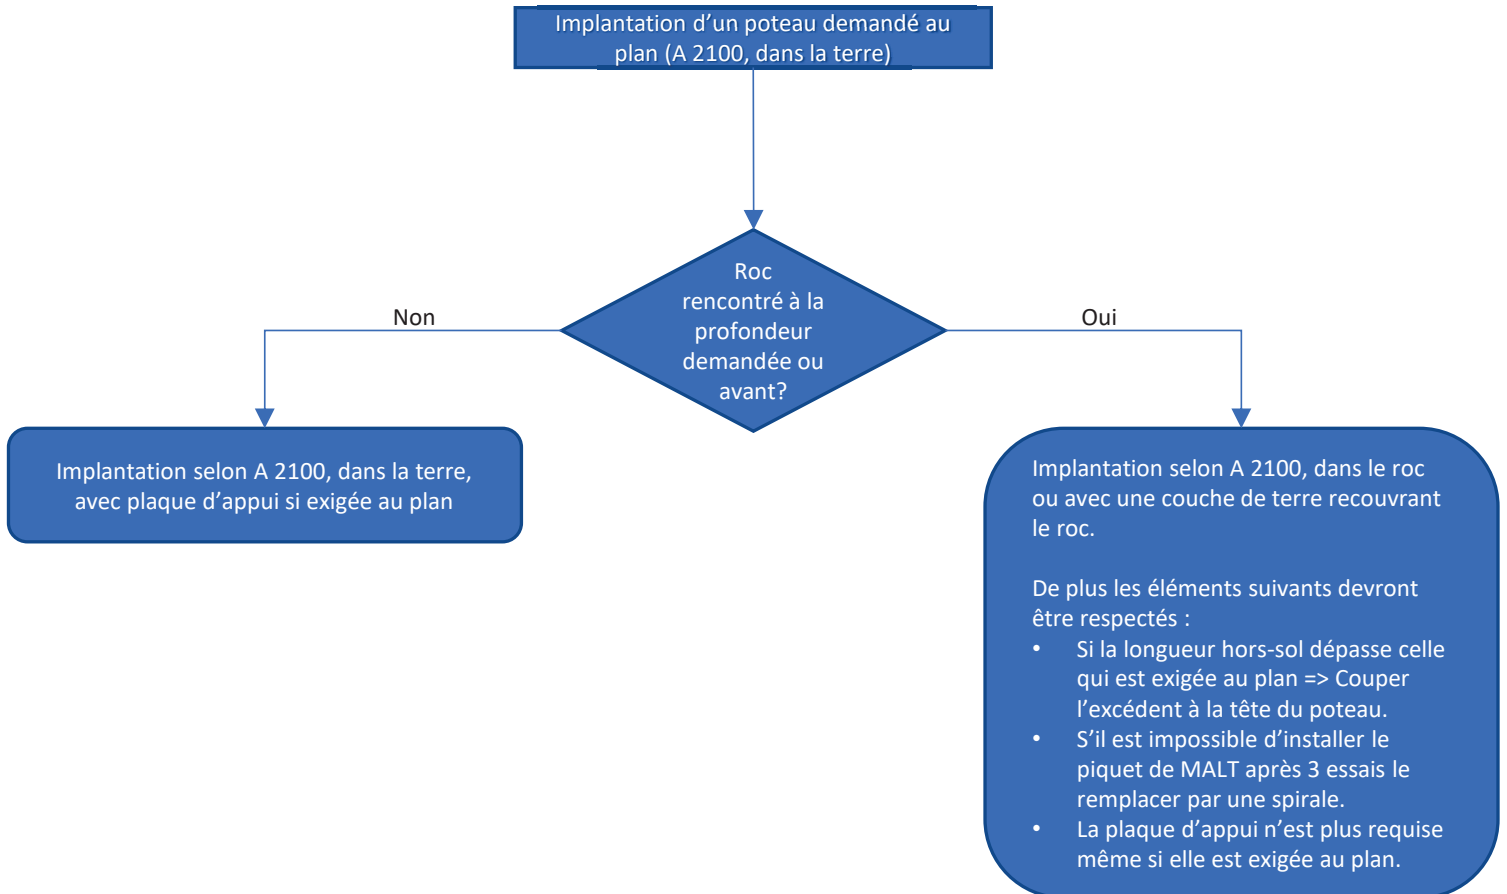 Implantation d’un poteau demandé au
plan (A 2100, dans la terre)
Roc
rencontré à la
profondeur
demandée ou
avant?
Non
Oui
Implantation selon A 2100, dans la terre,
avec plaque d’appui si exigée au plan
Implantation selon A 2100, dans le roc
ou avec une couche de terre recouvrant
le roc.
De plus les éléments suivants devront
être respectés :
• Si la longueur hors-sol dépasse celle
qui est exigée au plan => Couper
l’excédent à la tête du poteau.
• S’il est impossible d’installer le
piquet de MALT après 3 essais le
remplacer par une spirale.
• La plaque d’appui n’est plus requise
même si elle est exigée au plan.